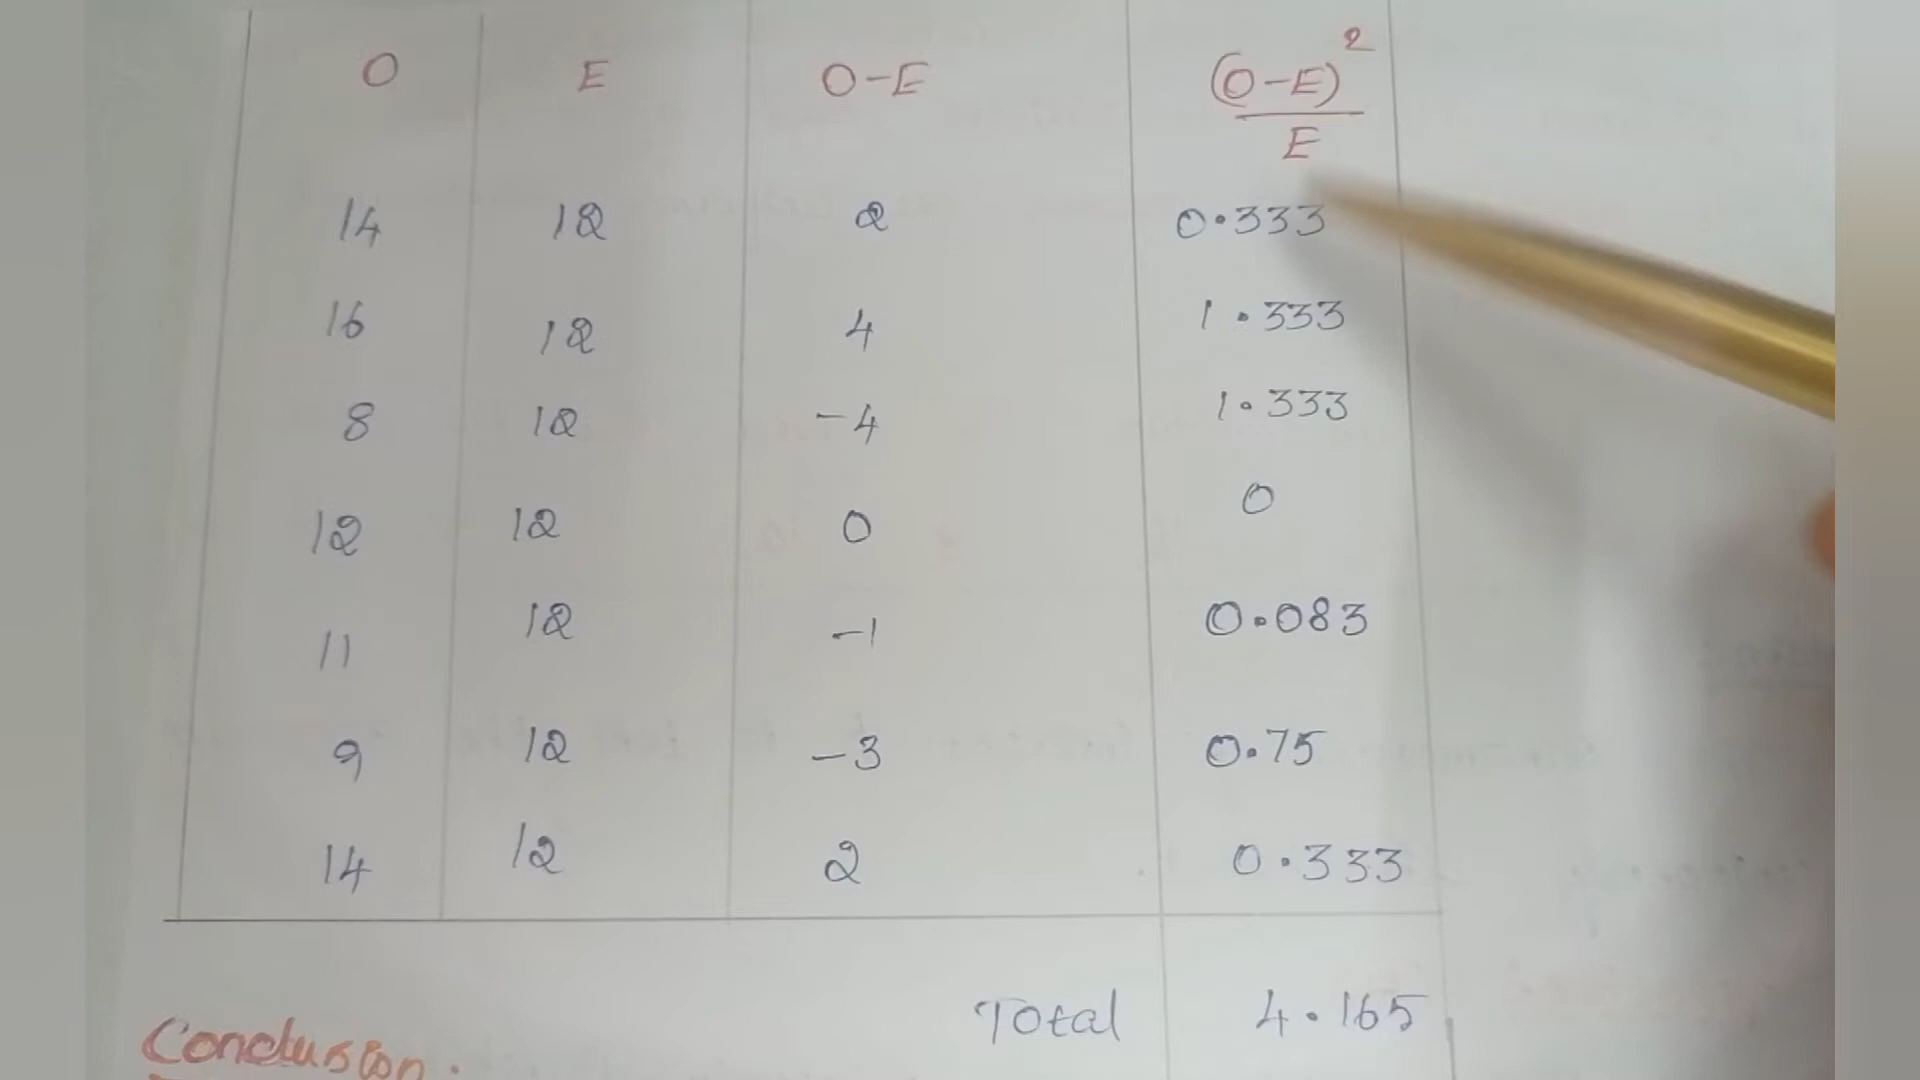 O E O-E (O-E)²/E
14 12 2 0.333
16 12 4 1.333
8 12 -4 1.333
12 12 0 0
11 12 -1 0.083
9 12 -3 0.75
14 12 2 0.333
Total 4.165
Conclusion.